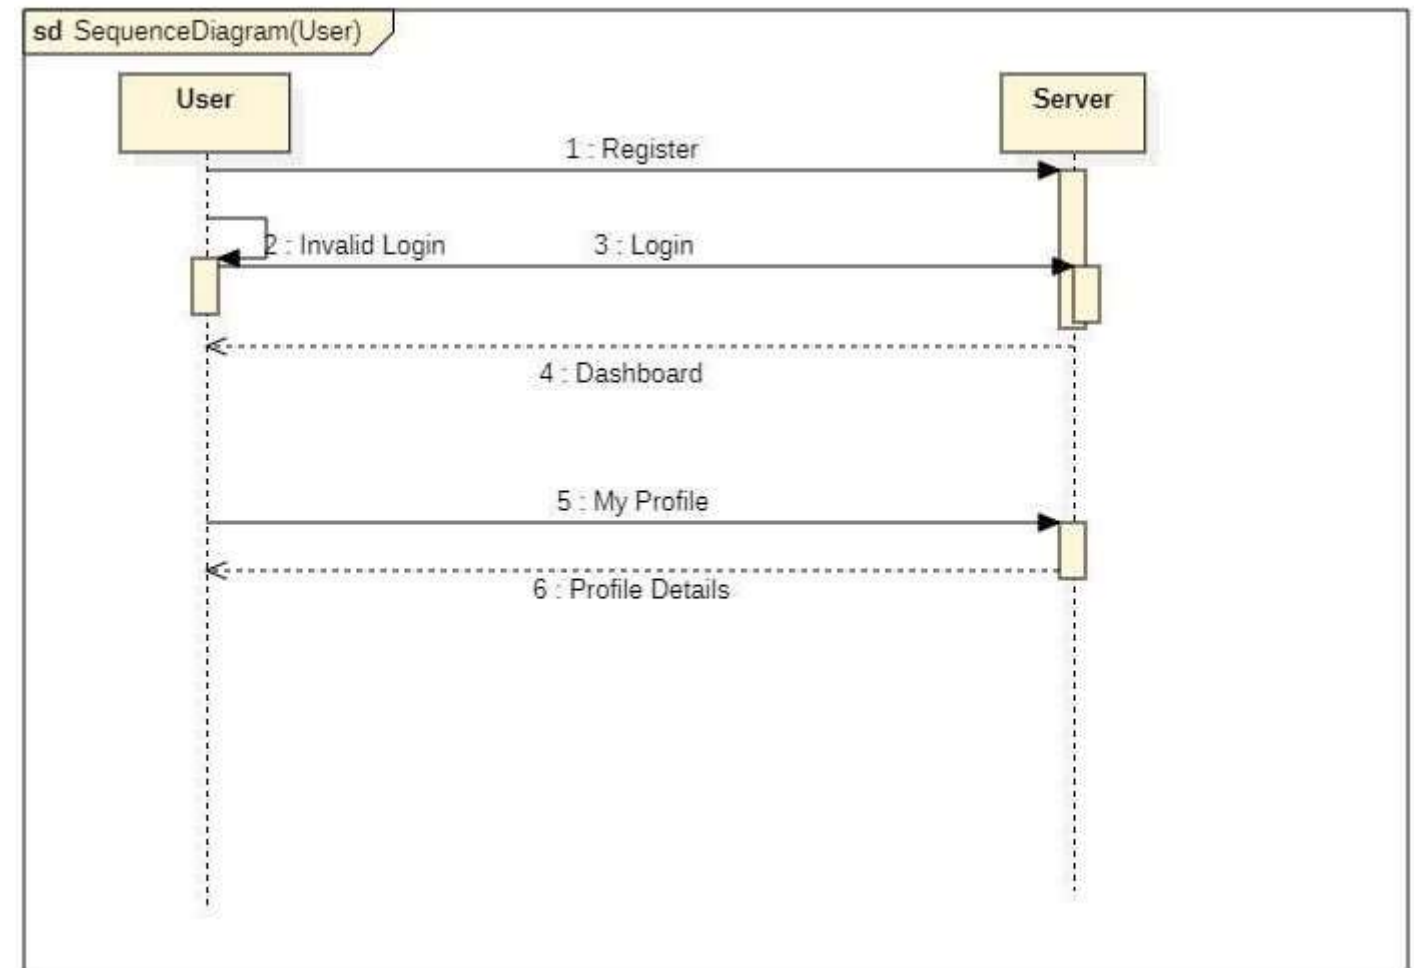 sd SequenceDiagram(User)
User
Server
1 : Register
2 : Invalid Login
3 : Login
4 : Dashboard
5 : My Profile
6 : Profile Details